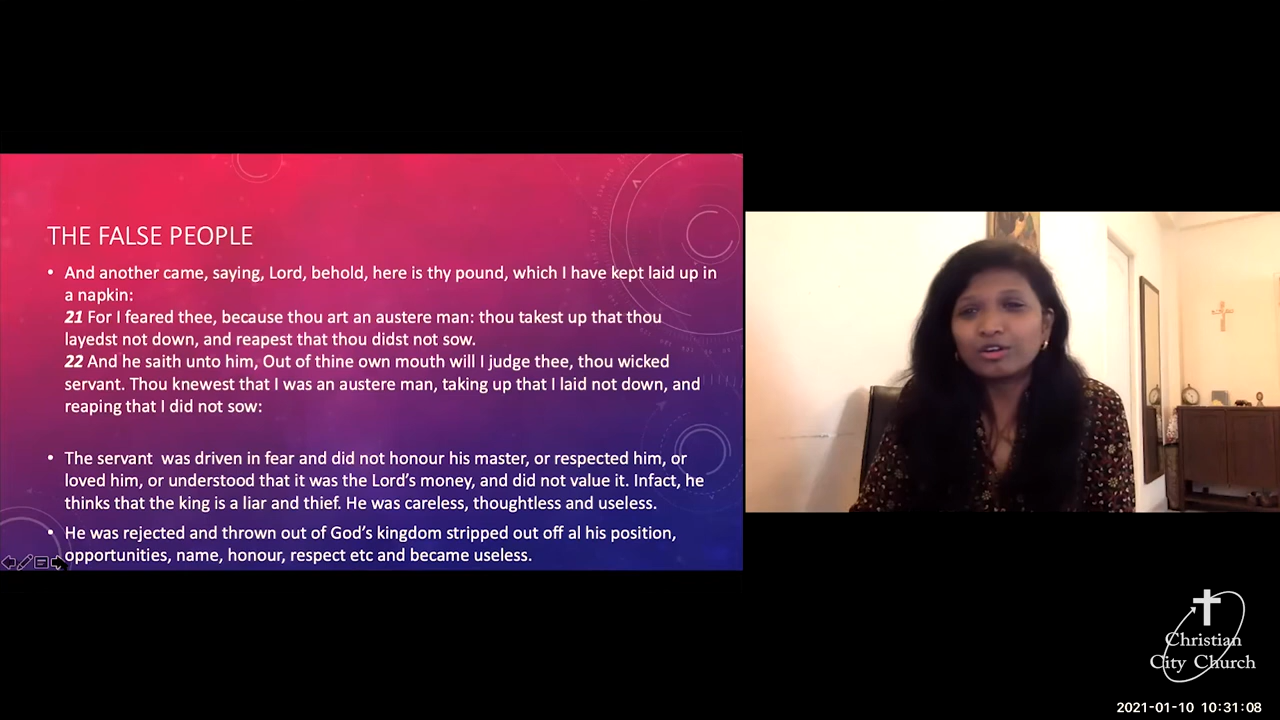 THE FALSE PEOPLE
• And another came, saying, Lord, behold, here is thy pound, which I have kept laid up in
a napkin:
21 For I feared thee, because thou art an austere man: thou takest up that thou
layedst not down, and reapest that thou didst not sow.
22 And he saith unto him, Out of thine own mouth will I judge thee, thou wicked
servant. Thou knewest that I was an austere man, taking up that I laid not down, and
reaping that I did not sow:
• The servant was driven in fear and did not honour his master, or respected him, or
loved him, or understood that it was the Lord's money, and did not value it. Infact, he
thinks that the king is a liar and thief. He was careless, thoughtless and useless.
• He was rejected and thrown out of God's kingdom stripped out off al his position,
opportunities, name, honour, respect etc and became useless.
Christian
City Church
2021-01-10 10:31:08